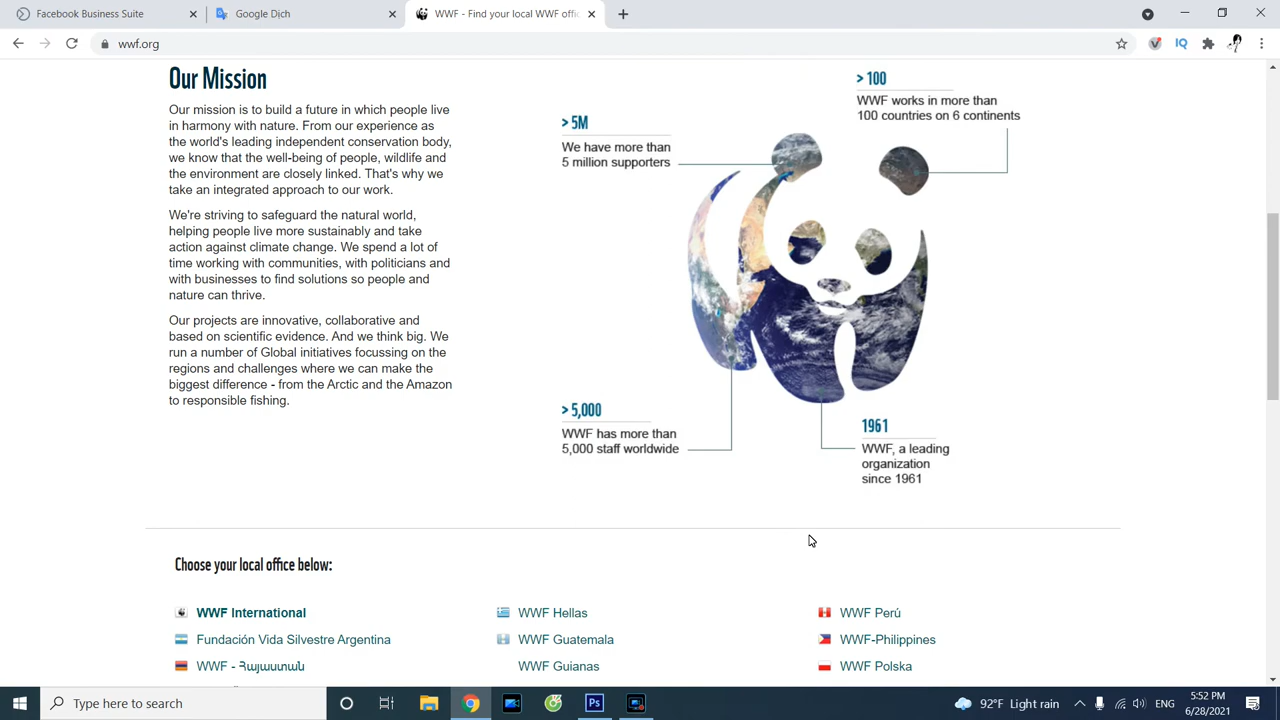 Facebook Business Suite
Google Dịch
WWF - Find your local WWF offic
wwf.org
IQ
Our Mission
Our mission is to build a future in which people live
in harmony with nature. From our experience as
the world's leading independent conservation body,
we know that the well-being of people, wildlife and
the environment are closely linked. That's why we
take an integrated approach to our work.
We're striving to safeguard the natural world,
helping people live more sustainably and take
action against climate change. We spend a lot of
time working with communities, with politicians and
with businesses to find solutions so people and
nature can thrive.
Our projects are innovative, collaborative and
based on scientific evidence. And we think big. We
run a number of Global initiatives focussing on the
regions and challenges where we can make the
biggest difference - from the Arctic and the Amazon
to responsible fishing.
> 5M
We have more than
5 million supporters
> 100
WWF works in more than
100 countries on 6 continents
> 5,000
WWF has more than
5,000 staff worldwide
1961
WWF, a leading
organization
since 1961
Choose your local office below:
WWF International
Fundación Vida Silvestre Argentina
WWF - Հայաստան
WWF Hellas
WWF Guatemala
WWF Guianas
WWF Perú
WWF-Philippines
WWF Polska
Type here to search
Ps
92°F Light rain
ENG
5:52 PM
6/28/2021